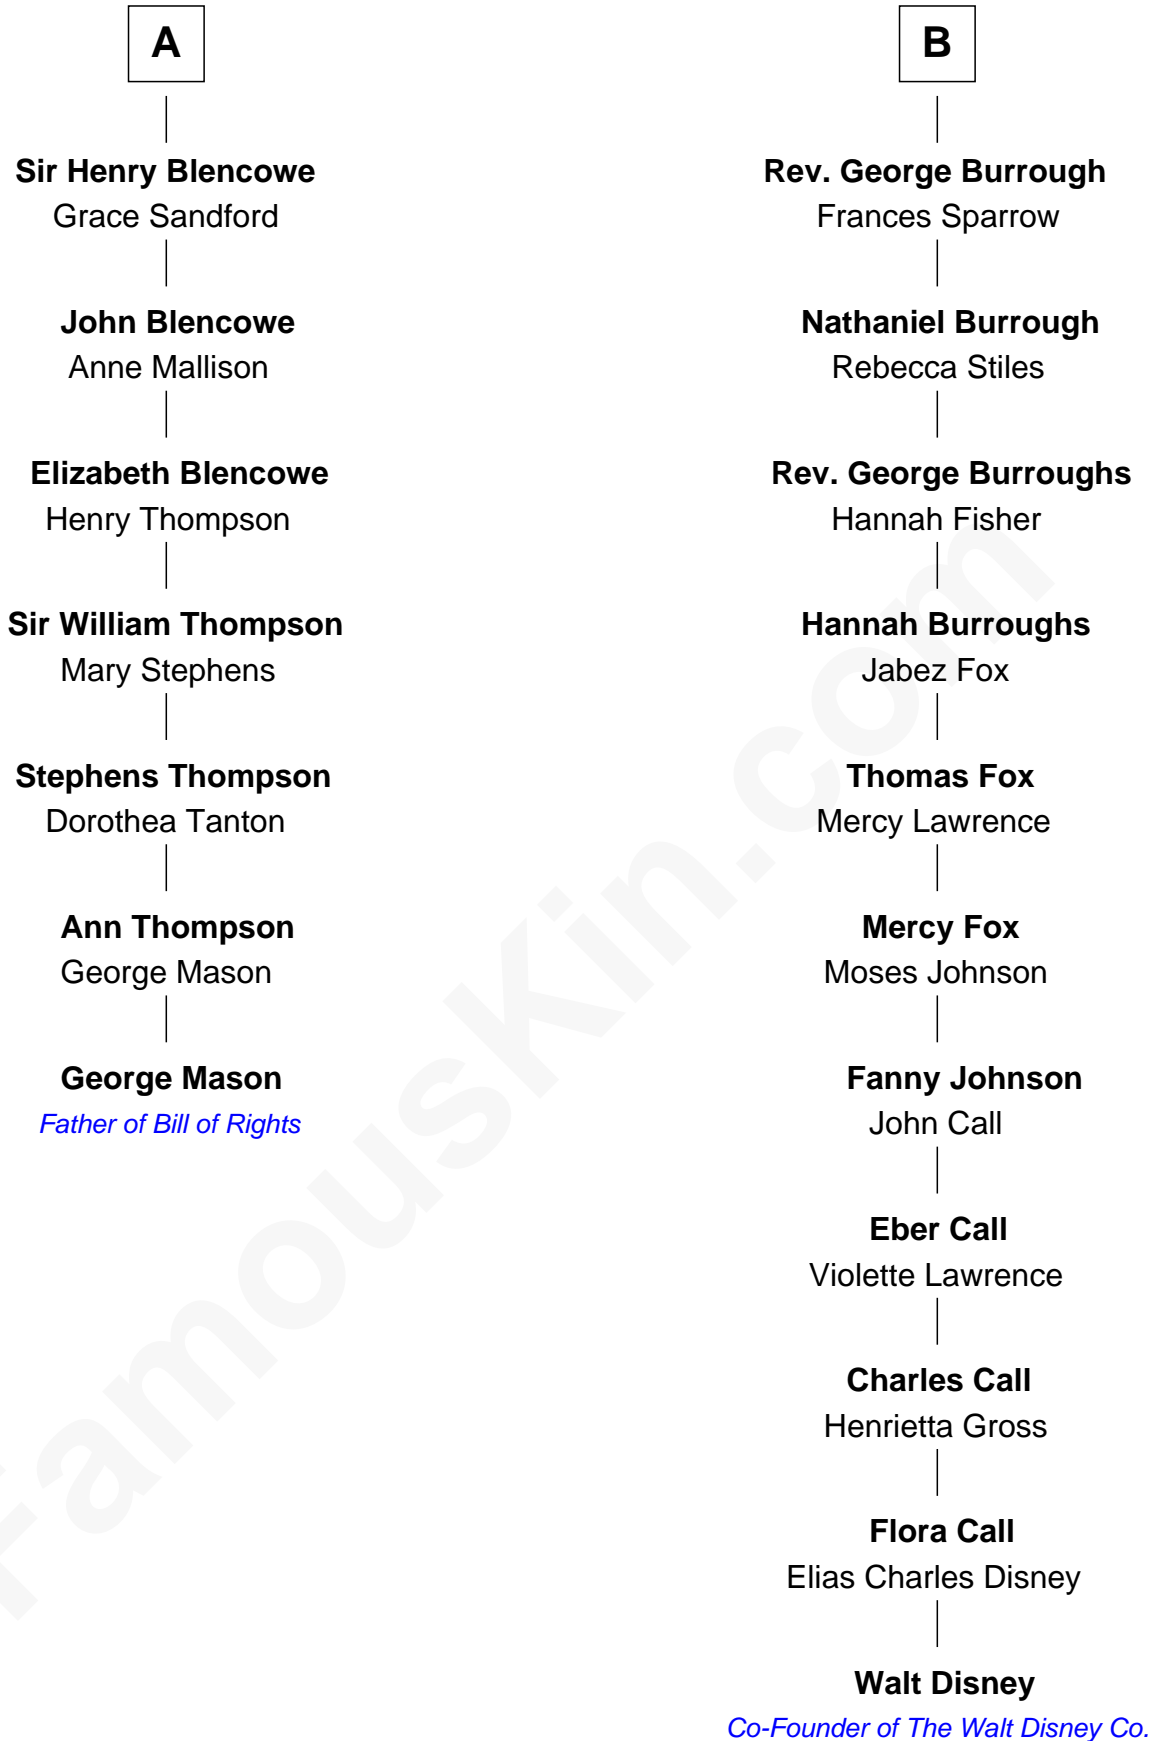 A
Sir Henry Blencowe
Grace Sandford
John Blencowe
Anne Mallison
Elizabeth Blencowe
Henry Thompson
Sir William Thompson
Mary Stephens
Stephens Thompson
Dorothea Tanton
Ann Thompson
George Mason
George Mason
Father of Bill of Rights
B
Rev. George Burrough
Frances Sparrow
Nathaniel Burrough
Rebecca Stiles
Rev. George Burroughs
Hannah Fisher
Hannah Burroughs
Jabez Fox
Thomas Fox
Mercy Lawrence
Mercy Fox
Moses Johnson
Fanny Johnson
John Call
Eber Call
Violette Lawrence
Charles Call
Henrietta Gross
Flora Call
Elias Charles Disney
Walt Disney
Co-Founder of The Walt Disney Co.
FamousKin.com